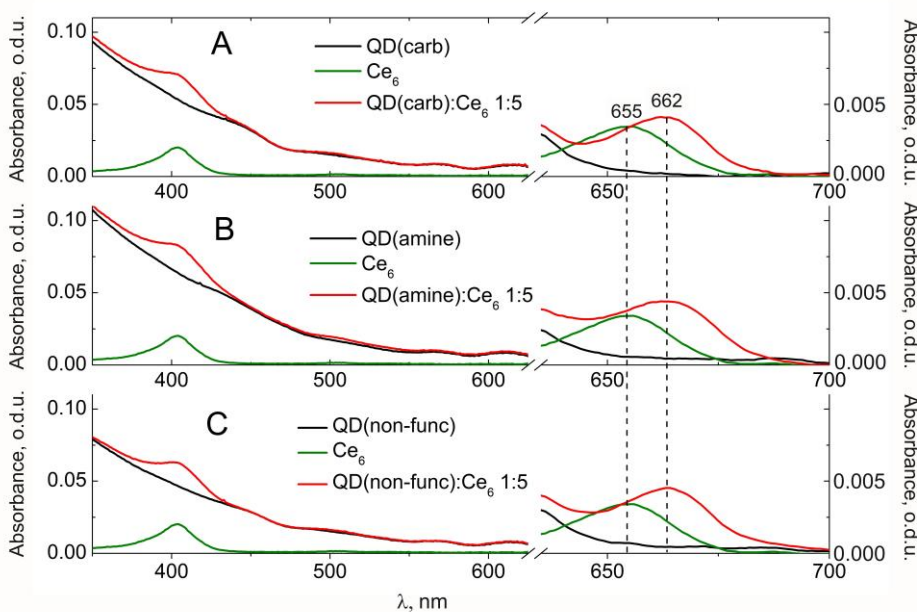 A
QD(carb)
Ce6
QD(carb):Ce6 1:5
655
662
Absorbance, o.d.u.
0.10
0.05
0.00
400
500
600
650
700
0.005
0.000
Absorbance, o.d.u.
B
QD(amine)
Ce6
QD(amine):Ce6 1:5
Absorbance, o.d.u.
0.10
0.05
0.00
400
500
600
650
700
0.005
0.000
Absorbance, o.d.u.
C
QD(non-func)
Ce6
QD(non-func):Ce6 1:5
Absorbance, o.d.u.
0.10
0.05
0.00
400
500
600
650
700
0.005
0.000
Absorbance, o.d.u.
λ, nm